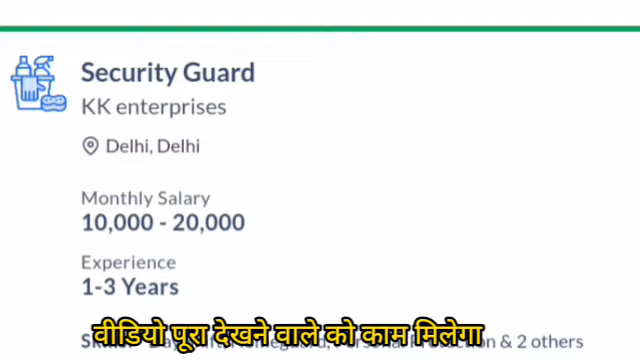 Security Guard
KK enterprises
Delhi, Delhi
Monthly Salary
10,000 - 20,000
Experience
1-3 Years
वीडियो पूरा देखने वाले को काम मिलेगा
& 2 others